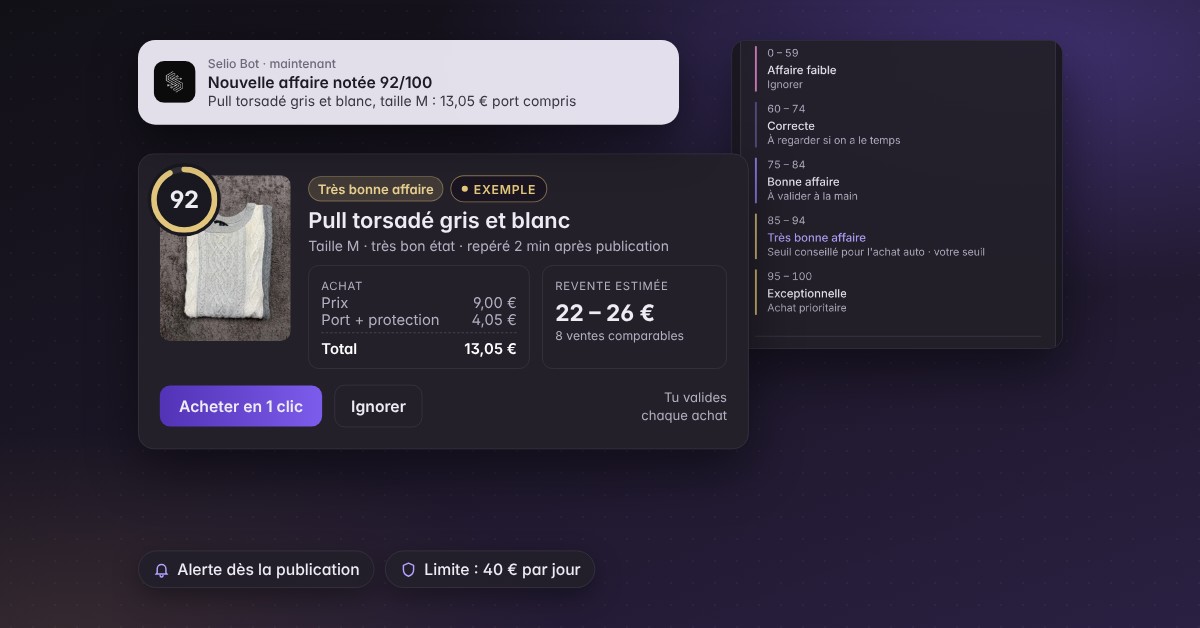 Selio Bot · maintenant
Nouvelle affaire notée 92/100
Pull torsadé gris et blanc, taille M : 13,05 € port compris
92
Très bonne affaire
EXEMPLE
Pull torsadé gris et blanc
Taille M · très bon état · repéré 2 min après publication
ACHAT
Prix 9,00 €
Port + protection 4,05 €
Total 13,05 €
REVENTE ESTIMÉE
22 – 26 €
8 ventes comparables
Acheter en 1 clic
Ignorer
Tu valides
chaque achat
0 – 59
Affaire faible
Ignorer
60 – 74
Correcte
À regarder si on a le temps
75 – 84
Bonne affaire
À valider à la main
85 – 94
Très bonne affaire
Seuil conseillé pour l'achat auto · votre seuil
95 – 100
Exceptionnelle
Achat prioritaire
Alerte dès la publication
Limite : 40 € par jour